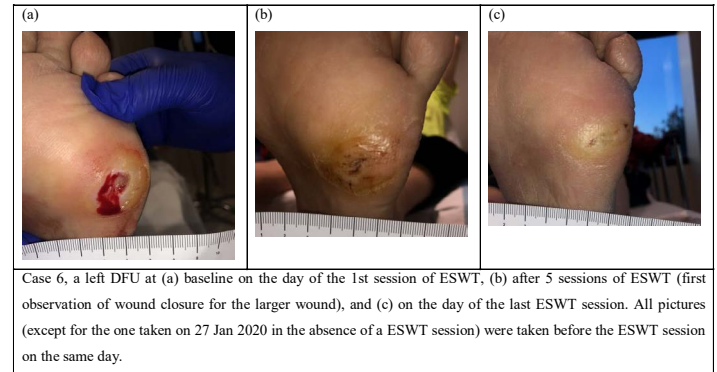 (a)
(b)
(c)
Case 6, a left DFU at (a) baseline on the day of the 1st session of ESWT, (b) after 5 sessions of ESWT (first
observation of wound closure for the larger wound), and (c) on the day of the last ESWT session. All pictures
(except for the one taken on 27 Jan 2020 in the absence of a ESWT session) were taken before the ESWT session
on the same day.